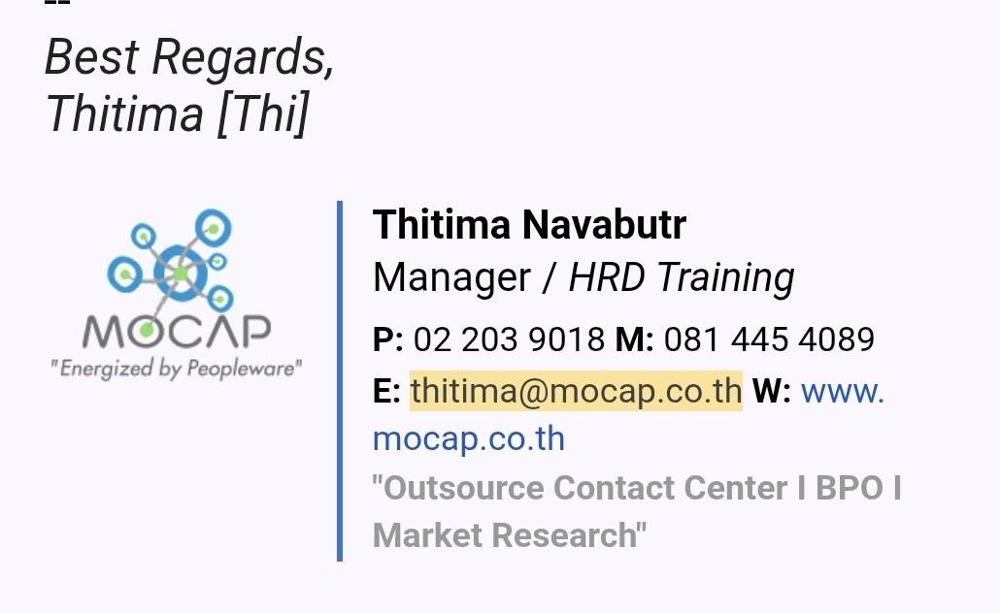 --
Best Regards,
Thitima [Thi]
MOCAP
"Energized by Peopleware"
Thitima Navabutr
Manager / HRD Training
P: 02 203 9018 M: 081 445 4089
E: thitima@mocap.co.th W: www.
mocap.co.th
"Outsource Contact Center I BPO I
Market Research"